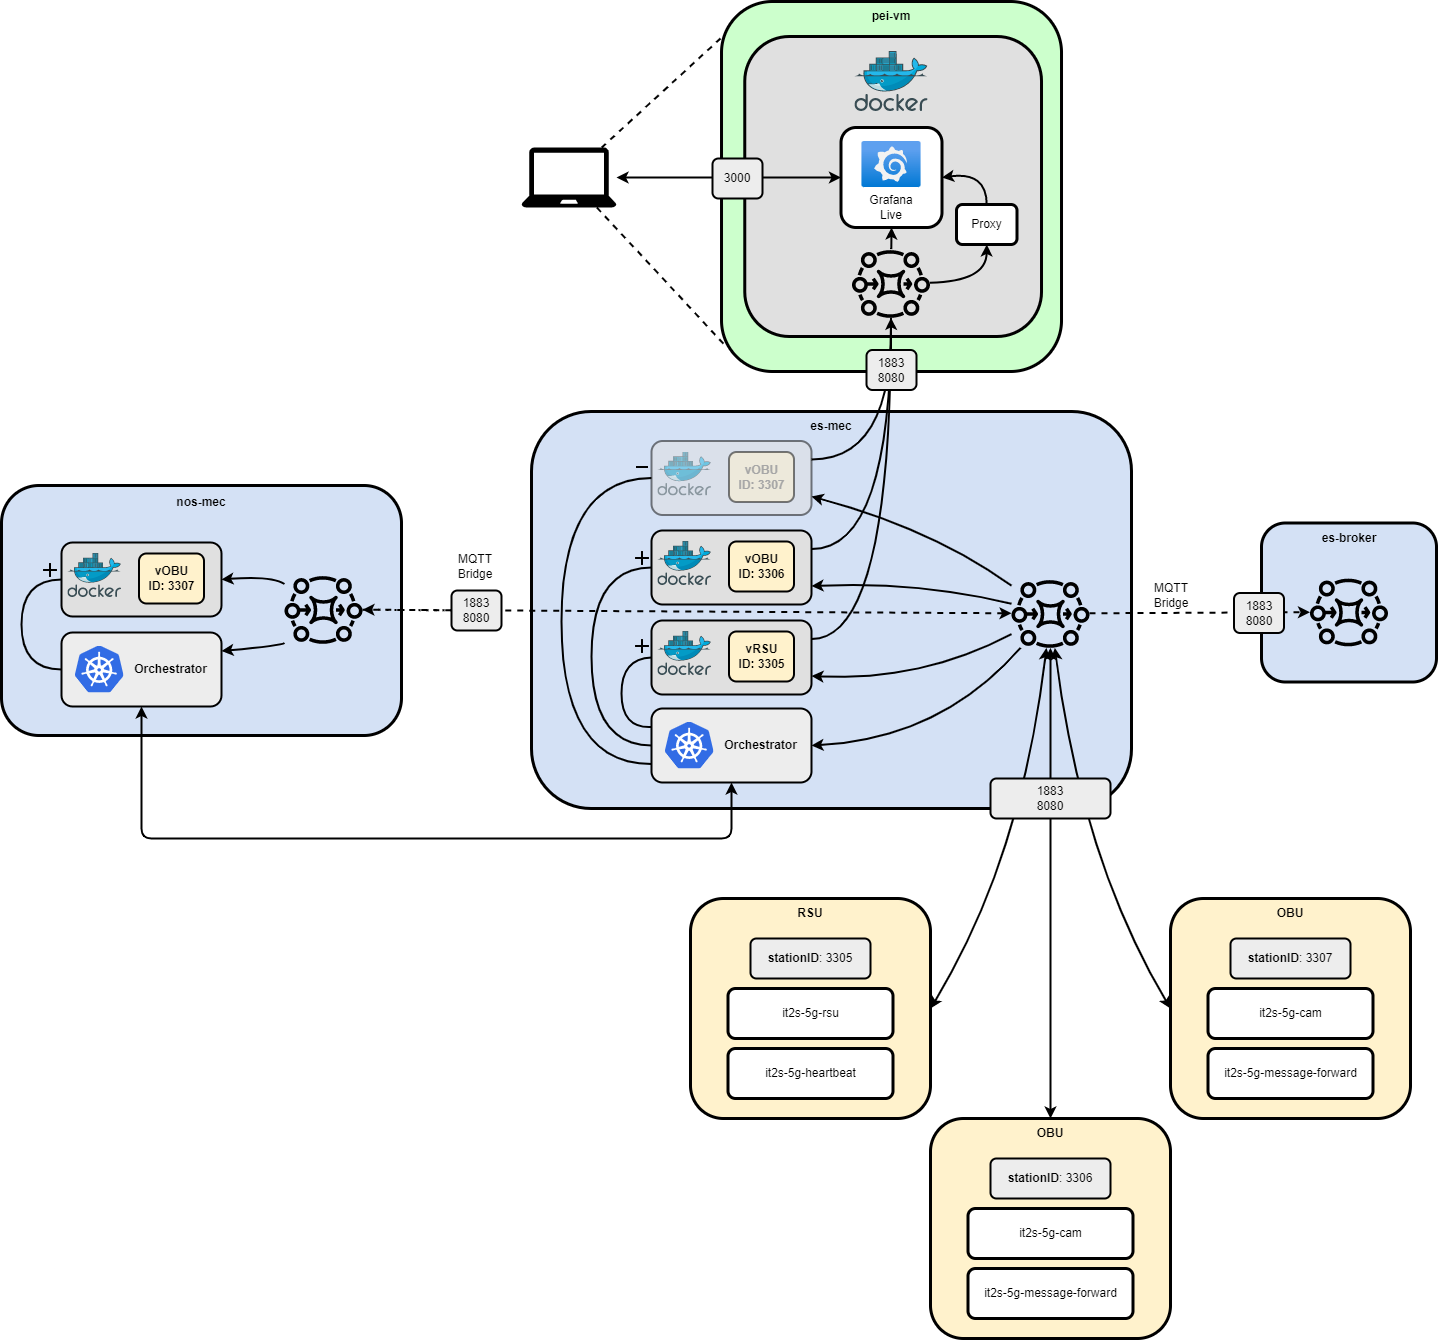 pei-vm
docker
3000
Grafana
Live
Proxy
1883
8080
es-mec
docker
vOBU
ID: 3307
nos-mec
docker
vOBU
ID: 3307
Orchestrator
MQTT
Bridge
1883
8080
docker
vOBU
ID: 3306
docker
vRSU
ID: 3305
Orchestrator
MQTT
Bridge
es-broker
1883
8080
1883
8080
RSU
stationID: 3305
it2s-5g-rsu
it2s-5g-heartbeat
OBU
stationID: 3307
it2s-5g-cam
it2s-5g-message-forward
OBU
stationID: 3306
it2s-5g-cam
it2s-5g-message-forward